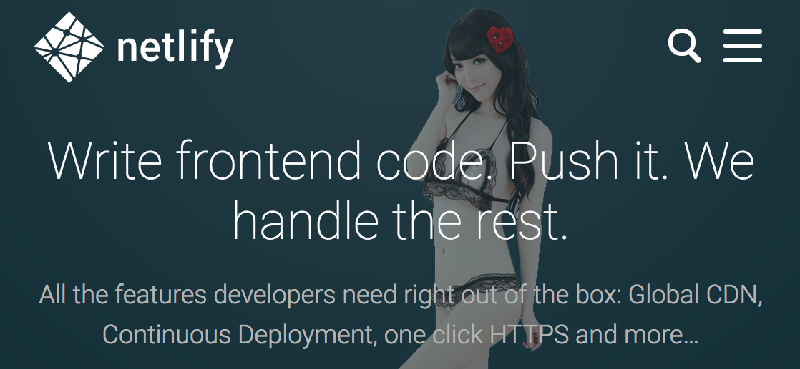 netlify
Write frontend code. Push it. We
handle the rest.
All the features developers need right out of the box: Global CDN,
Continuous Deployment, one click HTTPS and more...